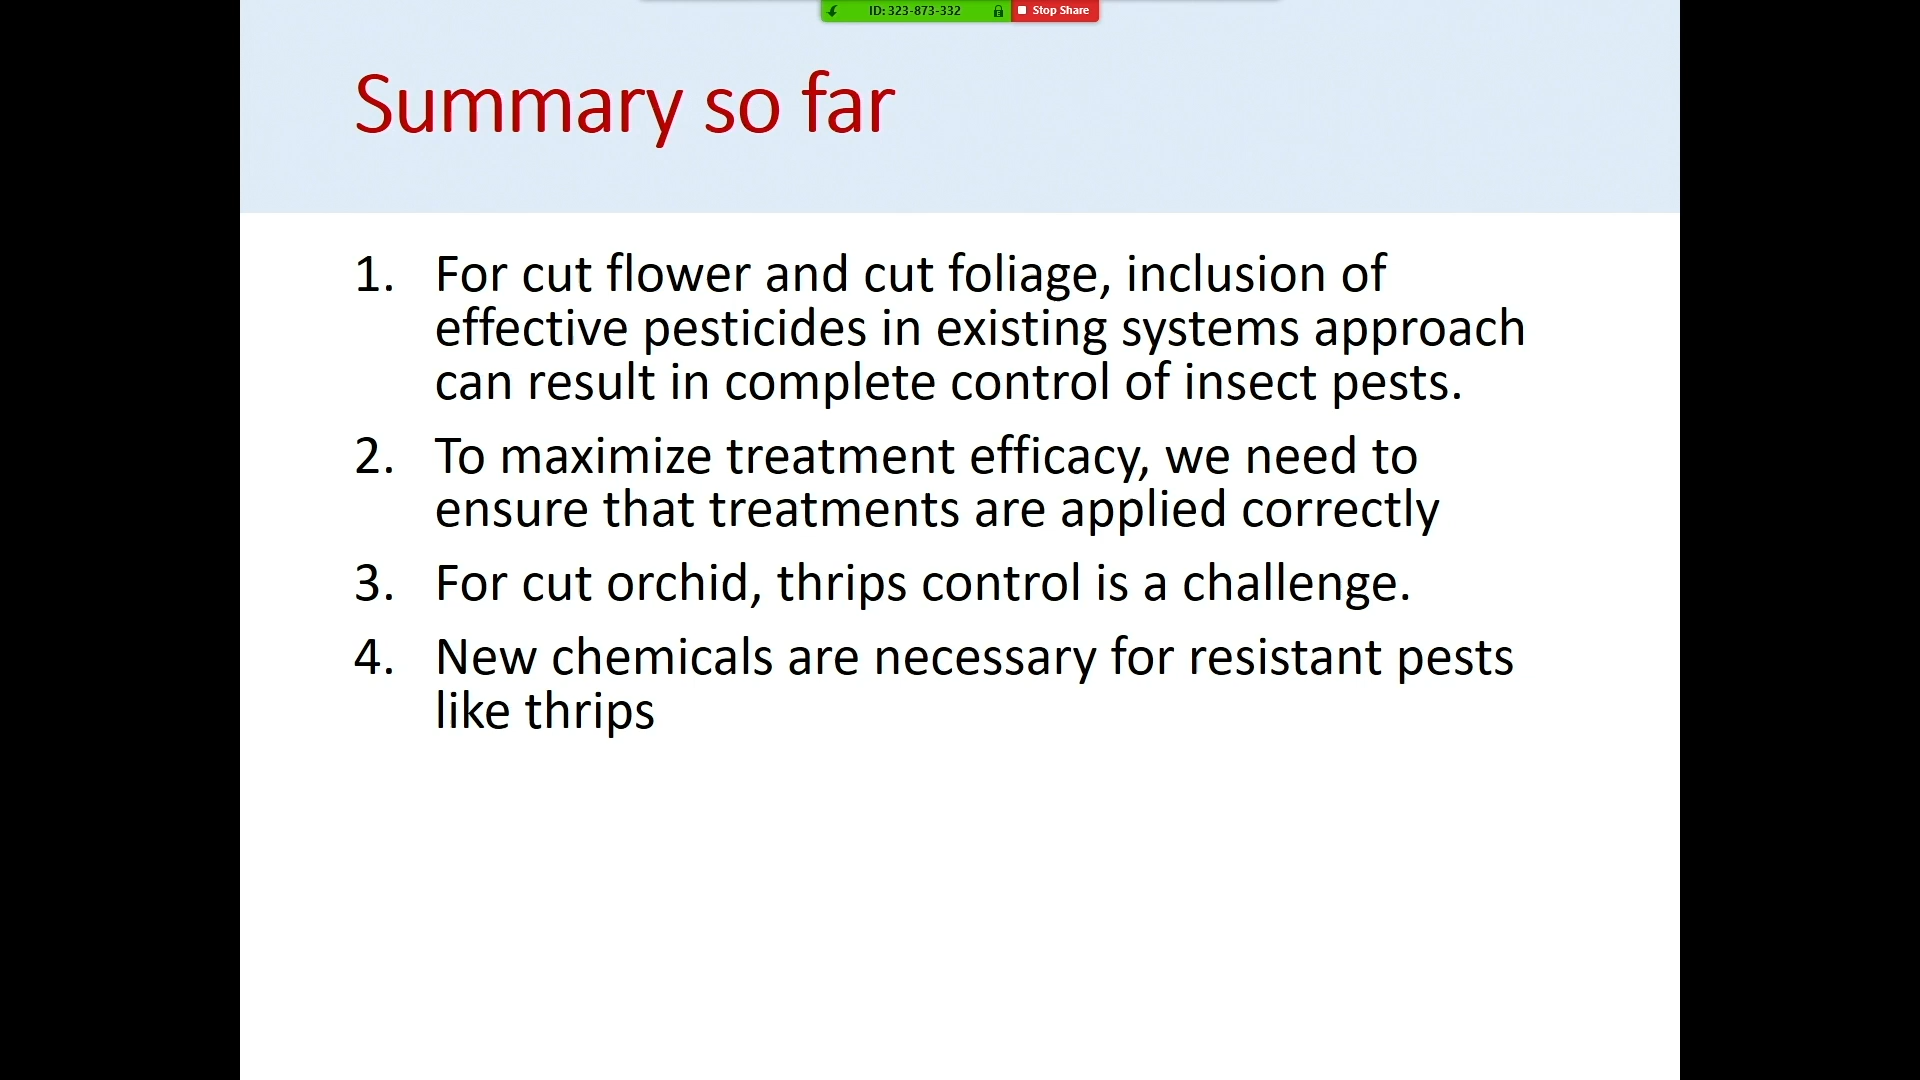 ID: 323-873-332
Stop Share
Summary so far
1. For cut flower and cut foliage, inclusion of
effective pesticides in existing systems approach
can result in complete control of insect pests.
2. To maximize treatment efficacy, we need to
ensure that treatments are applied correctly
3. For cut orchid, thrips control is a challenge.
4. New chemicals are necessary for resistant pests
like thrips